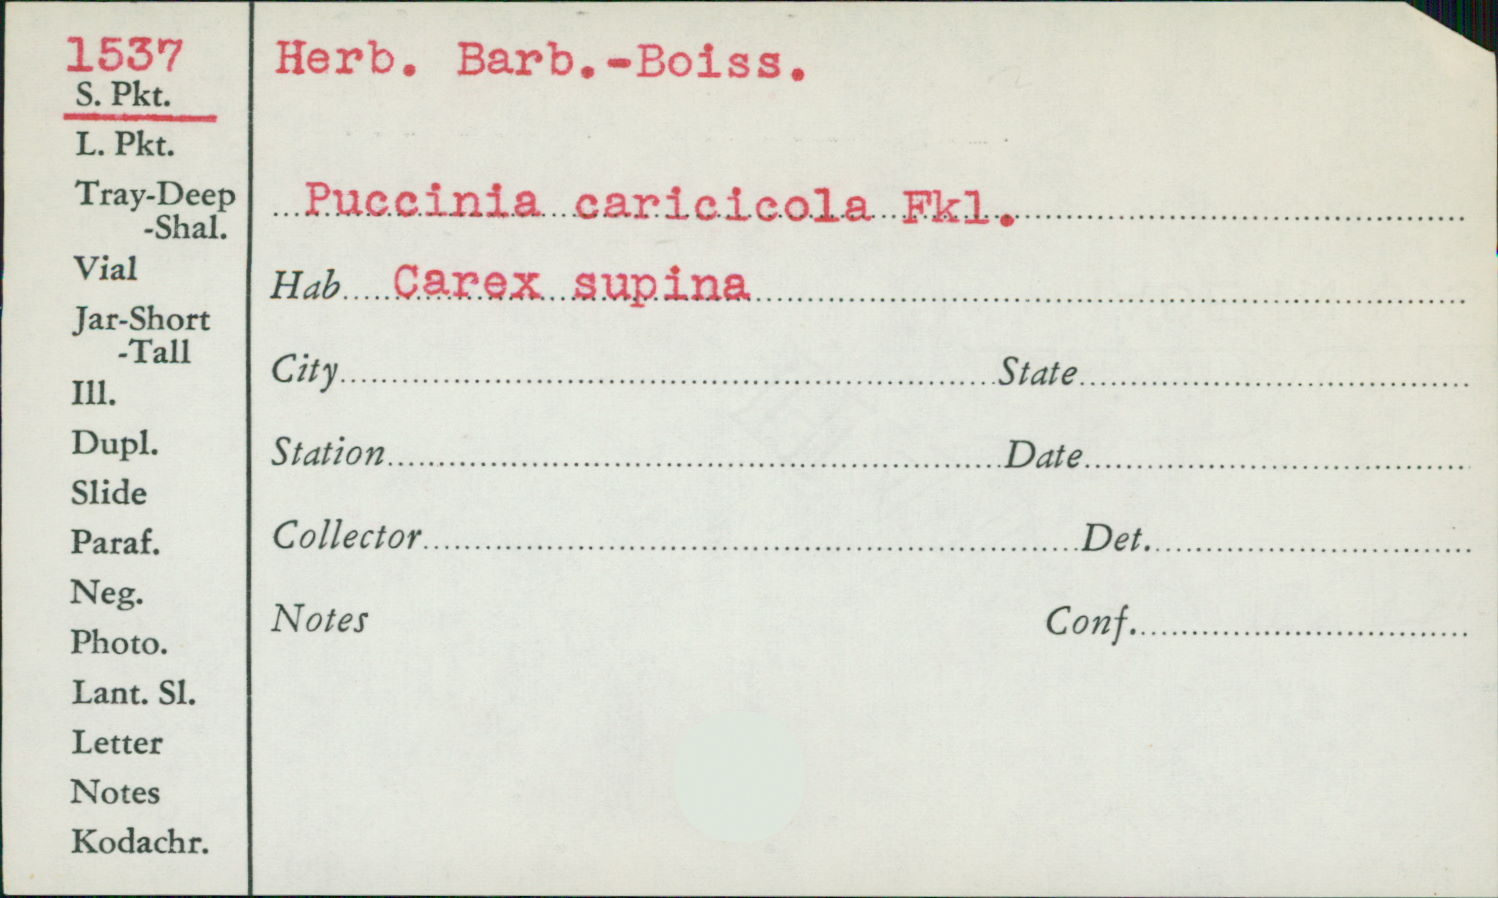 1537
S. Pkt.
L. Pkt.
Tray-Deep
-Shal.
Vial
Jar-Short
-Tall
Ill.
Dupl.
Slide
Paraf.
Neg.
Photo.
Lant. Sl.
Letter
Notes
Kodachr.
Herb. Barb.-Boiss.
Puccinia caricicola Fkl.
Hab. Carex supina
City State
Station Date
Collector Det.
Notes Conf.